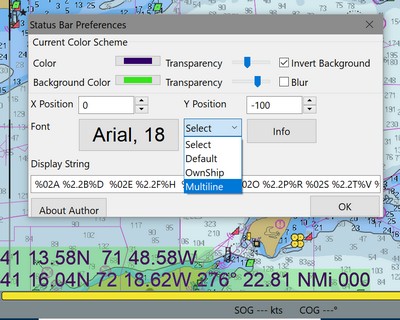 Status Bar Preferences
Current Color Scheme
Color Transparency Invert Background
Background Color Transparency Blur
X Position 0 Y Position -100
Font Arial, 18 Select Info
Select
Default
OwnShip
Multiline
Display String
%02A %2.2B%D %02E %2.2F%H %02O %2.2P%R %02S %2.2T%V
About Author OK
41 13.58N 71 48.58W
41 16.04N 72 18.62W 276° 22.81 NMi 000
SOG --- kts COG ---°